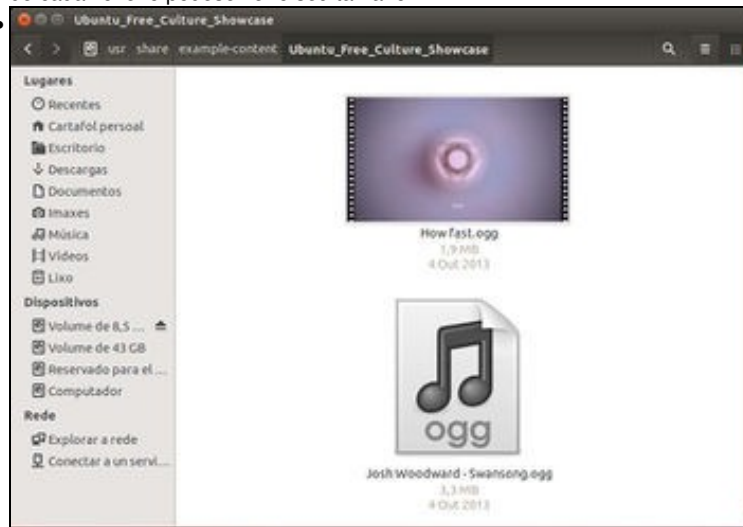 Ubuntu_Free_Culture_Showcase
usr share example-content Ubuntu_Free_Culture_Showcase
Lugares
Recentes
Cartafol persoal
Escritorio
Descargas
Documentos
Imaxes
Música
Vídeos
Lixo
Dispositivos
Volume de 8,5 ...
Volume de 43 GB
Reservado para el ...
Computador
Rede
Explorar a rede
Conectar a un servi...
How fast.ogg
1,9 MB
4 Out 2013
ogg
Josh Woodward - Swansong.ogg
3,3 MB
4 Out 2013